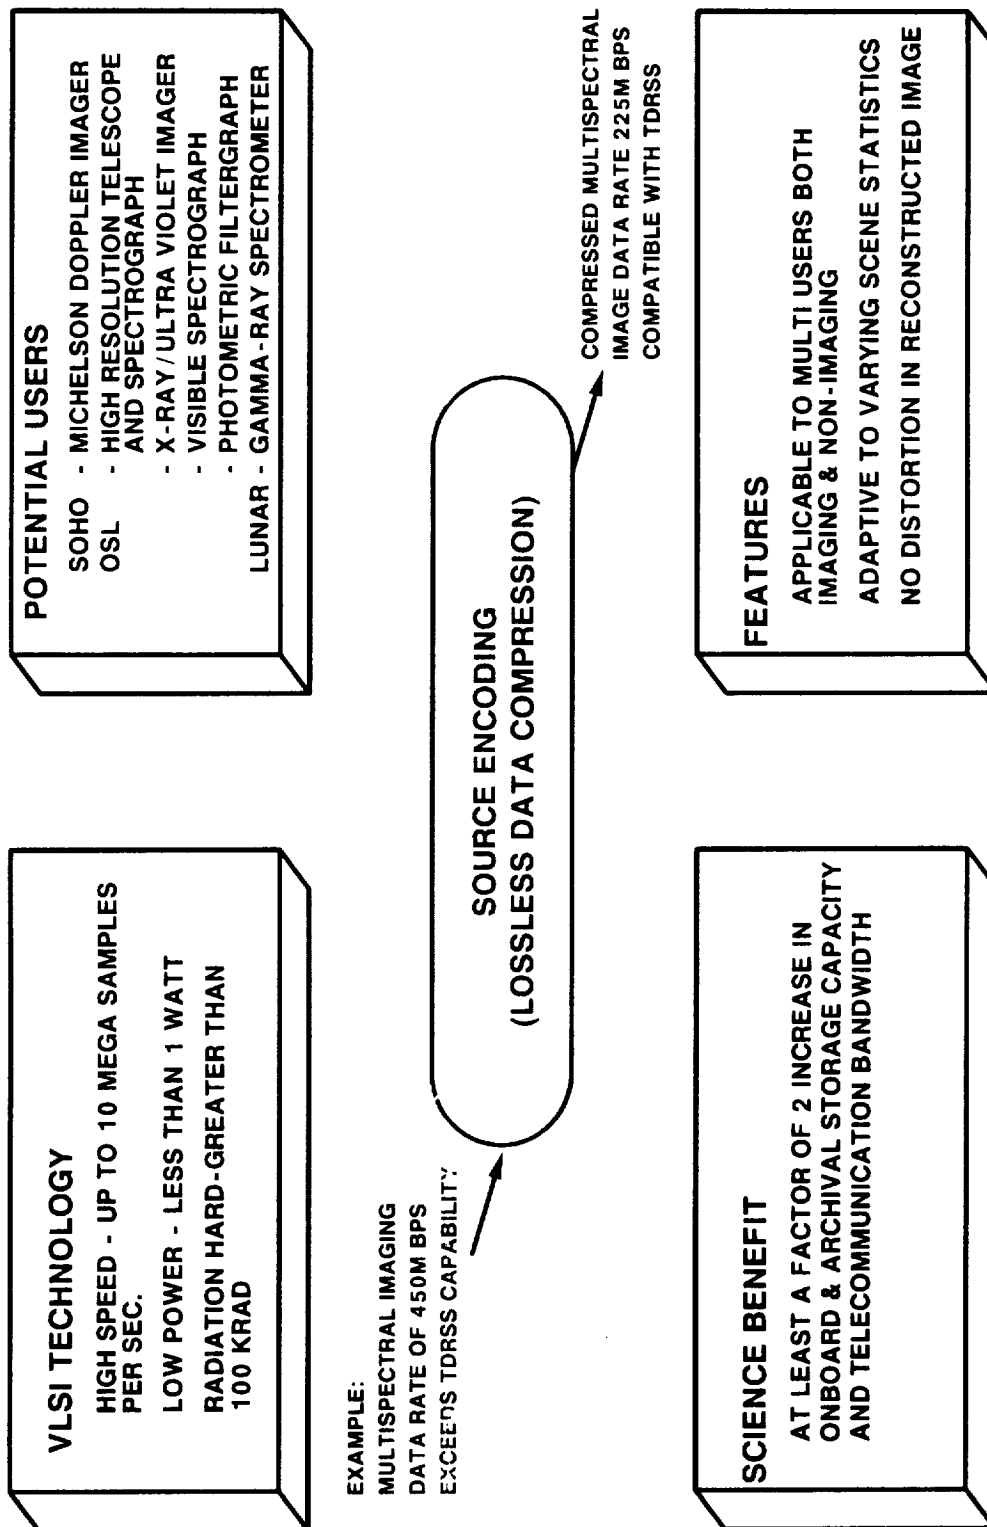 VLSI TECHNOLOGY
HIGH SPEED - UP TO 10 MEGA SAMPLES
PER SEC.
LOW POWER - LESS THAN 1 WATT
RADIATION HARD-GREATER THAN
100 KRAD
POTENTIAL USERS
SOHO - MICHELSON DOPPLER IMAGER
OSL - HIGH RESOLUTION TELESCOPE
AND SPECTROGRAPH
- X-RAY/ULTRA VIOLET IMAGER
- VISIBLE SPECTROGRAPH
- PHOTOMETRIC FILTERGRAPH
LUNAR - GAMMA-RAY SPECTROMETER
EXAMPLE:
MULTISPECTRAL IMAGING
DATA RATE OF 450M BPS
EXCEEDS TDRSS CAPABILITY
SOURCE ENCODING
(LOSSLESS DATA COMPRESSION)
COMPRESSED MULTISPECTRAL
IMAGE DATA RATE 225M BPS
COMPATIBLE WITH TDRSS
SCIENCE BENEFIT
AT LEAST A FACTOR OF 2 INCREASE IN
ONBOARD & ARCHIVAL STORAGE CAPACITY
AND TELECOMMUNICATION BANDWIDTH
FEATURES
APPLICABLE TO MULTI USERS BOTH
IMAGING & NON-IMAGING
ADAPTIVE TO VARYING SCENE STATISTICS
NO DISTORTION IN RECONSTRUCTED IMAGE